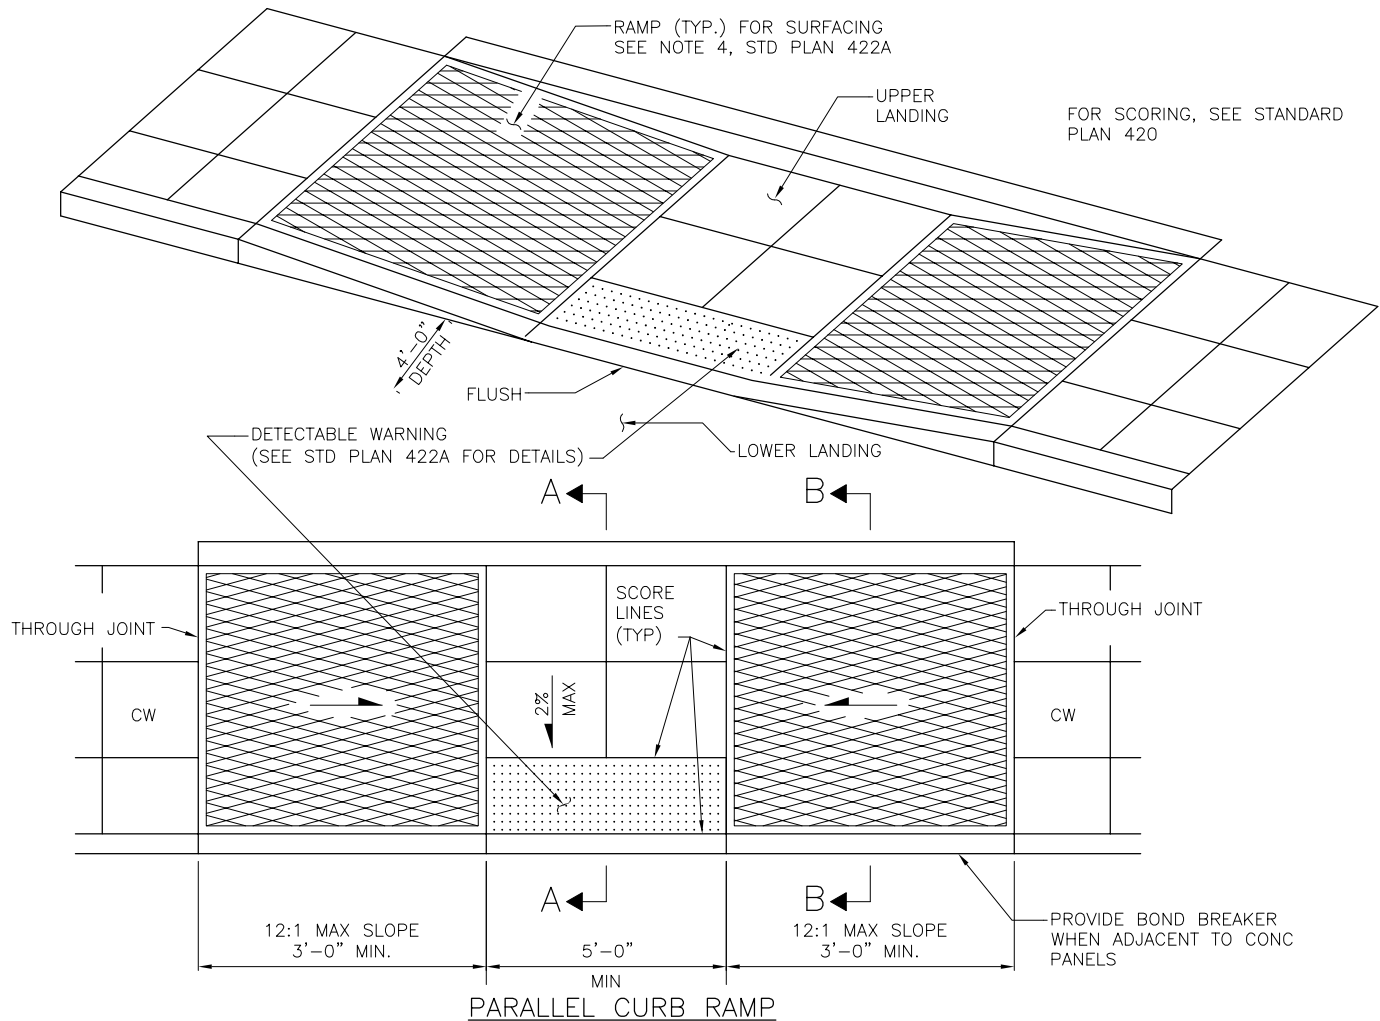 RAMP (TYP.) FOR SURFACING
SEE NOTE 4, STD PLAN 422A
UPPER
LANDING
FOR SCORING, SEE STANDARD
PLAN 420
4'-0"
DEPTH
FLUSH
DETECTABLE WARNING
(SEE STD PLAN 422A FOR DETAILS)
LOWER LANDING
A
B
SCORE
LINES
(TYP)
THROUGH JOINT
THROUGH JOINT
2%
MAX
CW
CW
A
B
12:1 MAX SLOPE
3'-0" MIN.
5'-0"
MIN
12:1 MAX SLOPE
3'-0" MIN.
PROVIDE BOND BREAKER
WHEN ADJACENT TO CONC
PANELS
PARALLEL CURB RAMP